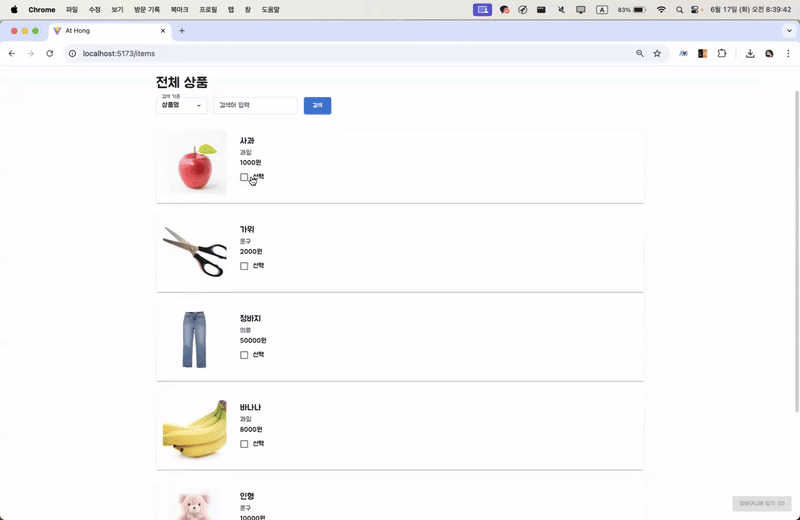 Chrome 파일 수정 보기 방문 기록 북마크 프로필 탭 창 도움말 A 83% 6월 17일 (화) 오전 8:39:42
At Hong
localhost:5173/items
전체 상품
검색 기준
상품명
검색어 입력
검색
사과
과일
1000원
선택
가위
문구
2000원
선택
청바지
의류
50000원
선택
바나나
과일
8000원
선택
인형
문구
10000원
장바구니에 담기 (0)